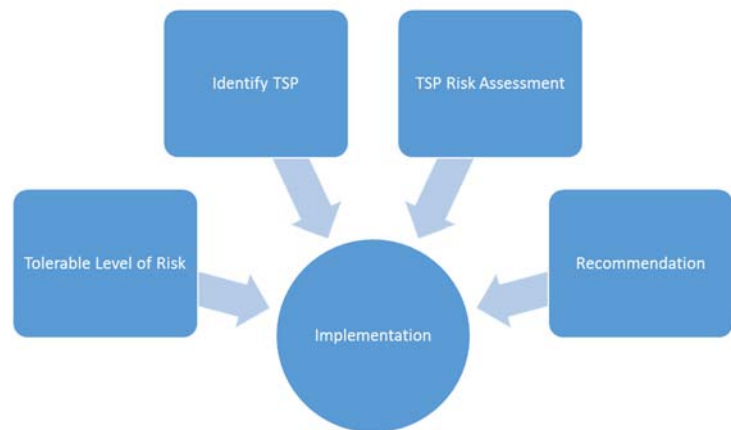 Identify TSP
TSP Risk Assessment
Tolerable Level of Risk
Recommendation
Implementation